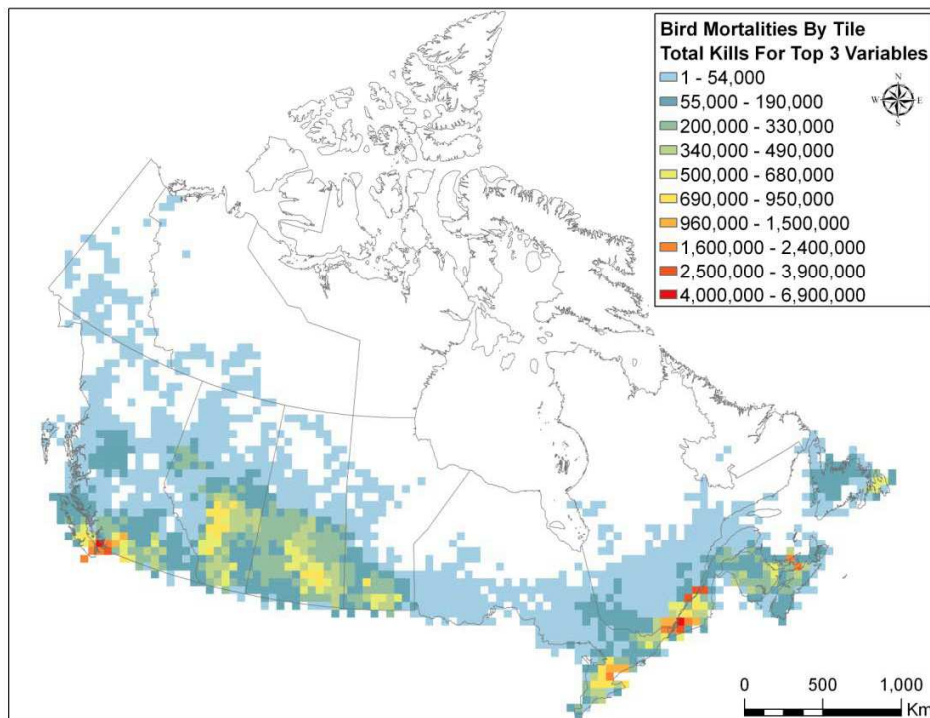 Bird Mortalities By Tile
Total Kills For Top 3 Variables
1 - 54,000
55,000 - 190,000
200,000 - 330,000
340,000 - 490,000
500,000 - 680,000
690,000 - 950,000
960,000 - 1,500,000
1,600,000 - 2,400,000
2,500,000 - 3,900,000
4,000,000 - 6,900,000
N
W E
S
0 500 1,000
Km